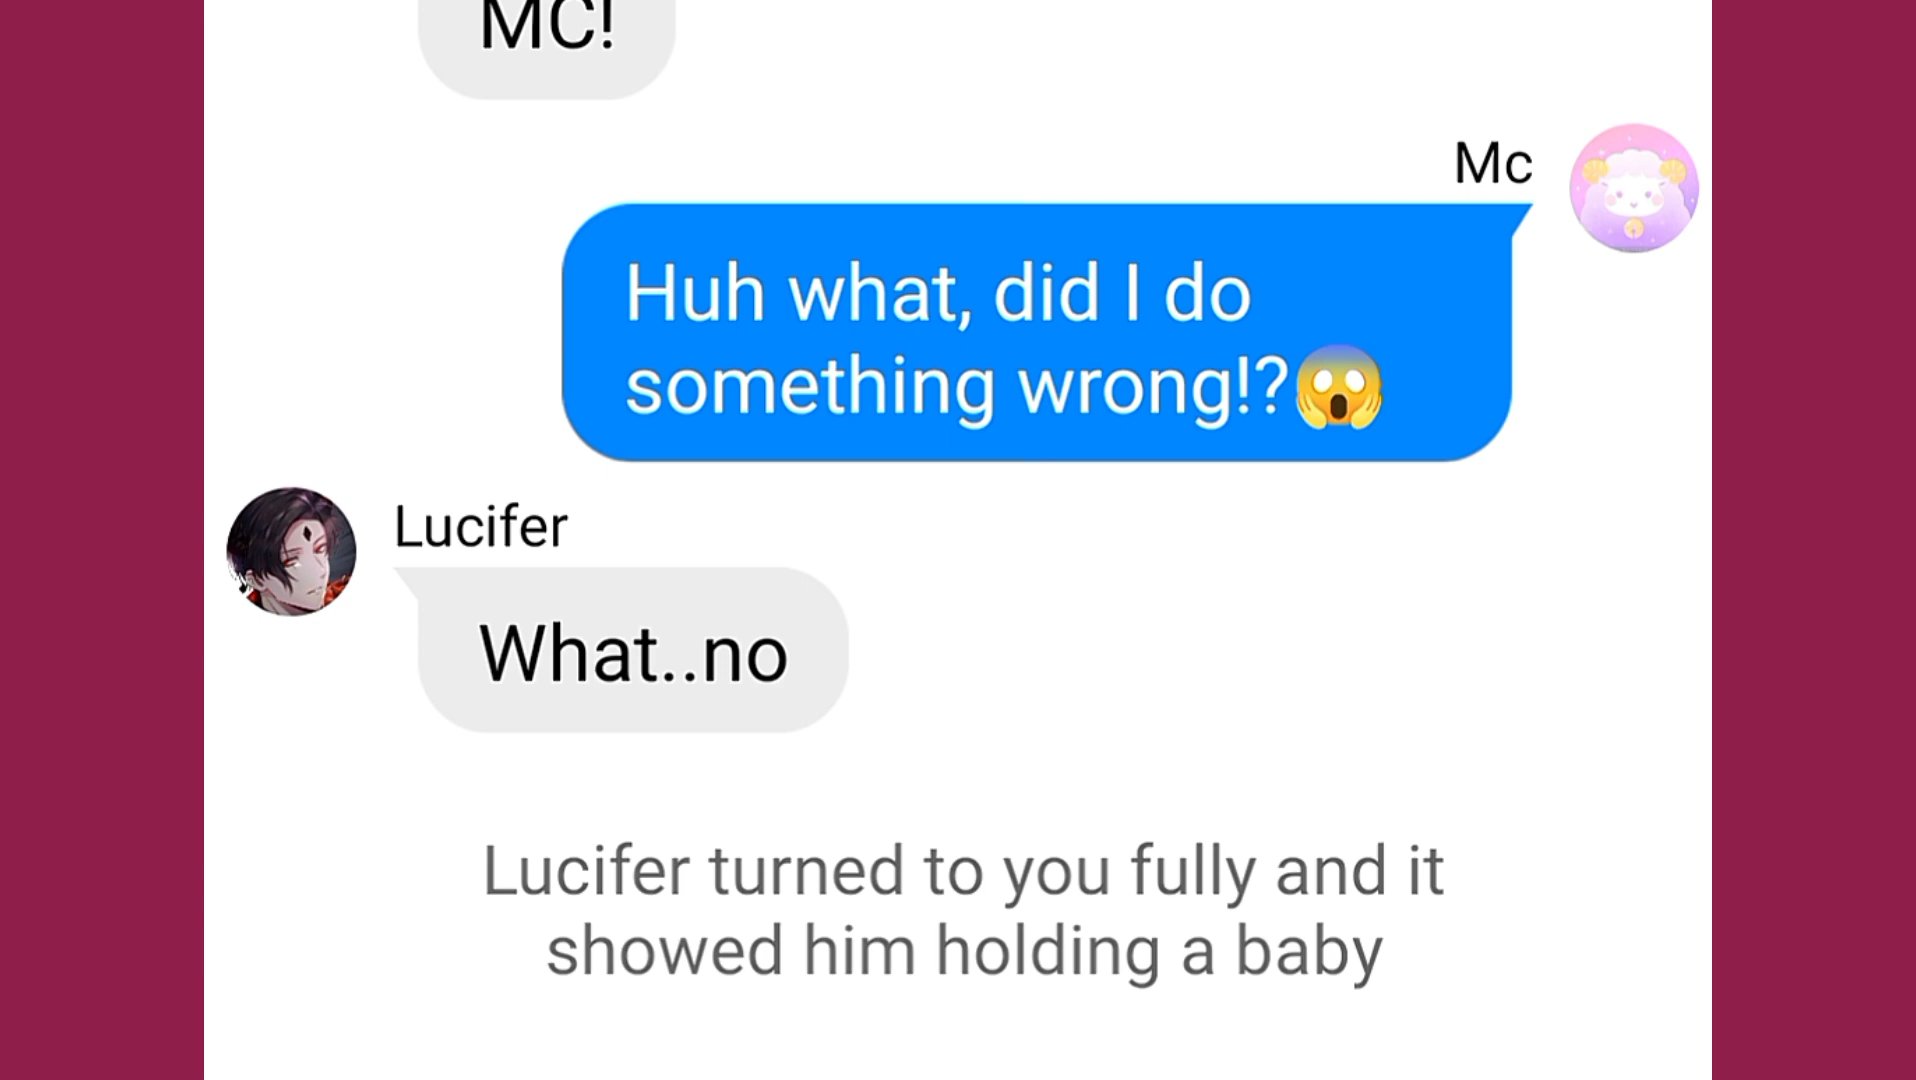 MC!
Mc
Huh what, did I do
something wrong!?😱
Lucifer
What..no
Lucifer turned to you fully and it
showed him holding a baby